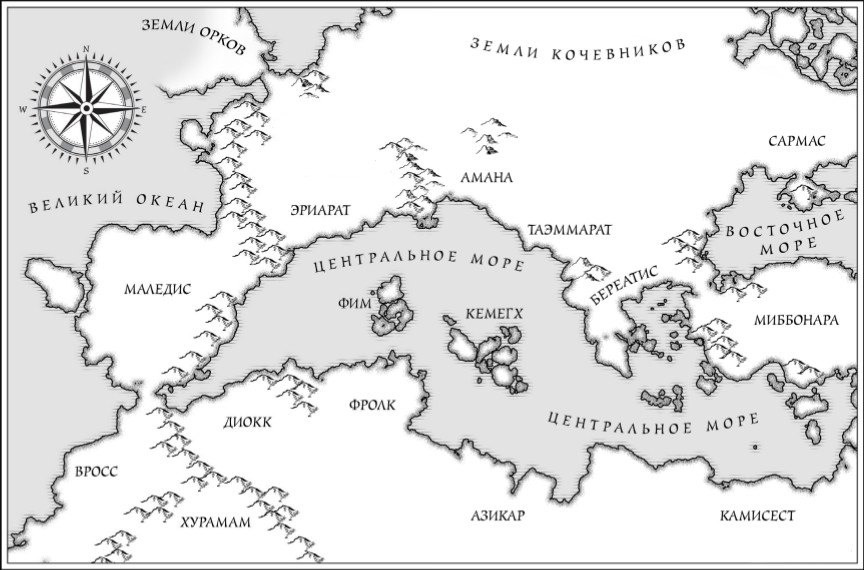 ЗЕМЛИ ОРКОВ
ЗЕМЛИ КОЧЕВНИКОВ
N
W
E
S
САРМАС
АМАНА
ВЕЛИКИЙ ОКЕАН
ЭРИАРАТ
ТАЭММАРАТ
ВОСТОЧНОЕ
МОРЕ
ЦЕНТРАЛЬНОЕ МОРЕ
МАЛЕДИС
БЕРЕАТИС
ФИМ
КЕМЕГХ
МИББОНАРА
ДИОКК
ФРОЛК
ЦЕНТРАЛЬНОЕ МОРЕ
ВРОСС
ХУРАМАМ
АЗИКАР
КАМИСЕСТ